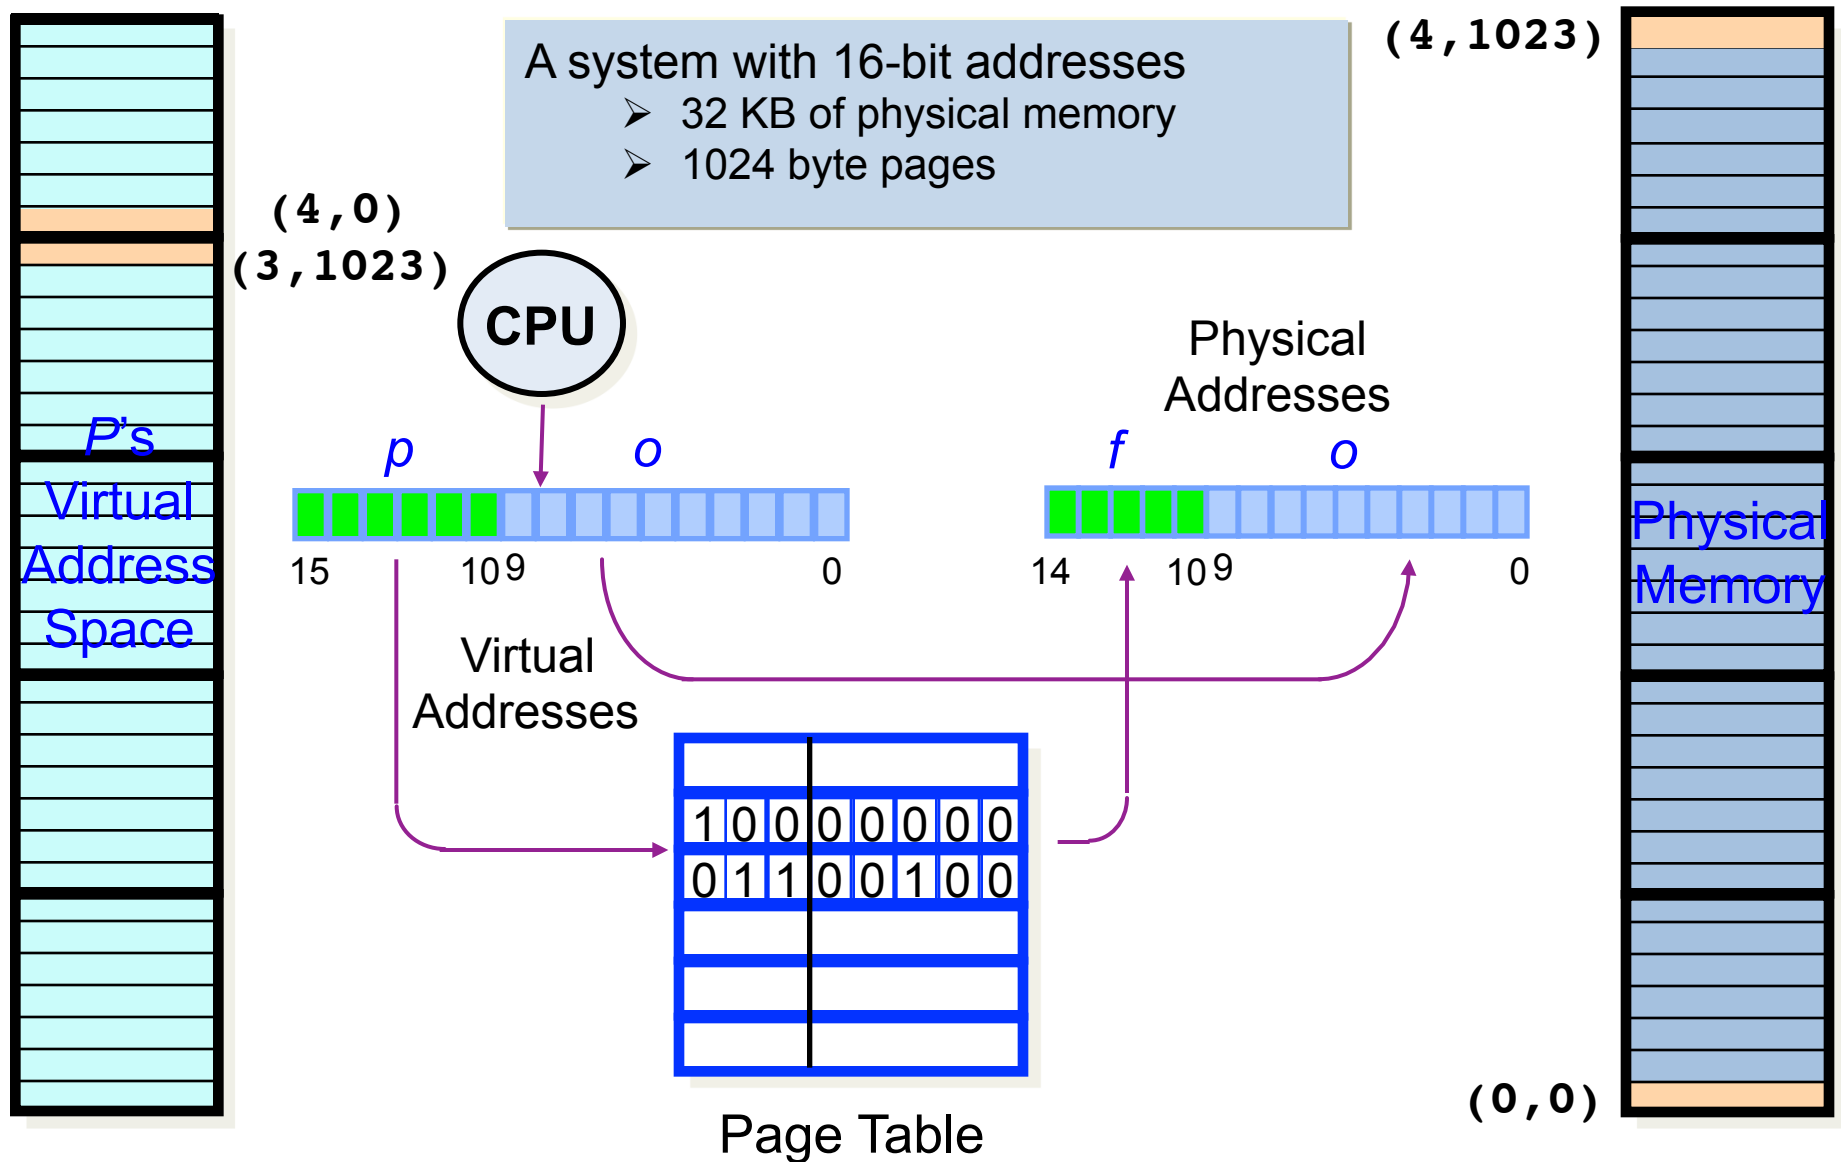 A system with 16-bit addresses
➢ 32 KB of physical memory
➢ 1024 byte pages
(4,1023)
(4,0)
(3,1023)
CPU
Physical
Addresses
P's
Virtual
Address
Space
p
o
f
o
15
10
9
0
14
10
9
0
Physical
Memory
Virtual
Addresses
1 0 0 0 0 0 0 0
0 1 1 0 0 1 0 0
(0,0)
Page Table